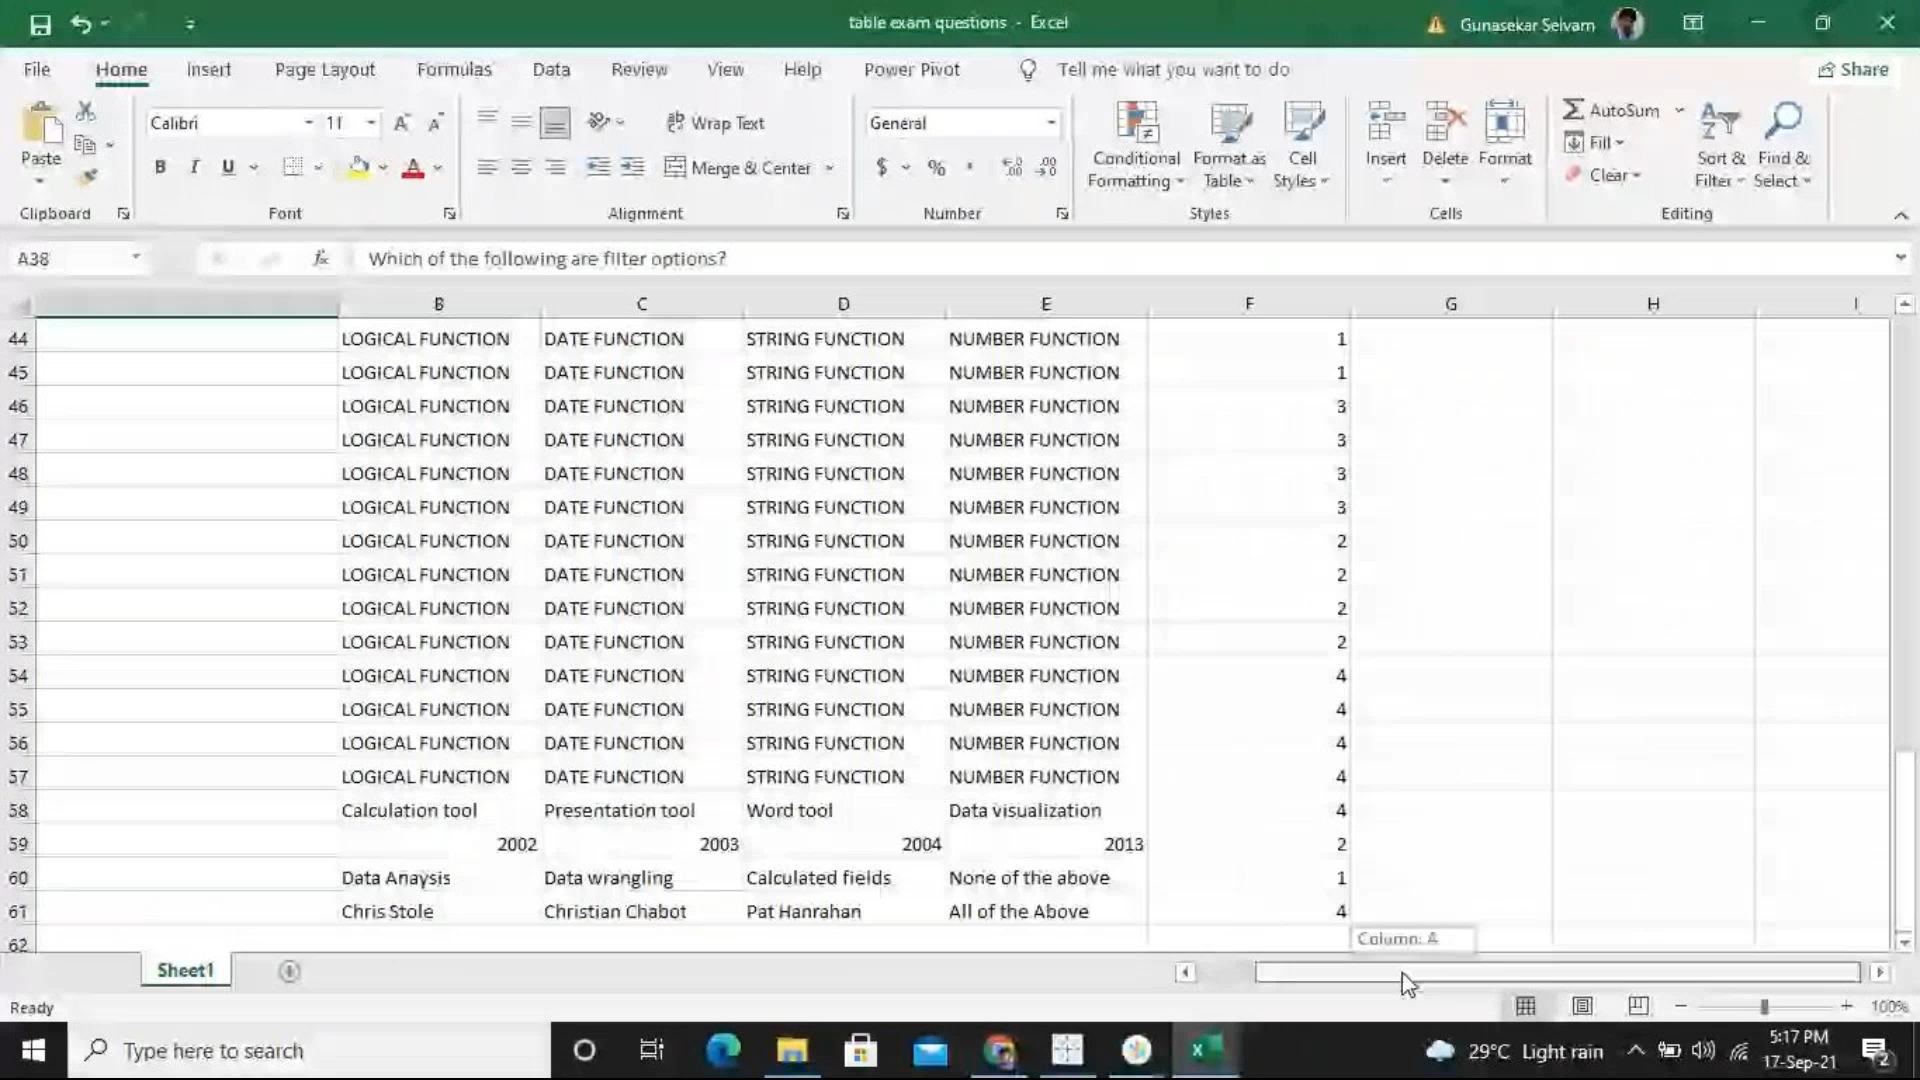 table exam questions - Excel
Gunasekar Selvam
File Home Insert Page Layout Formulas Data Review View Help Power Pivot Tell me what you want to do Share
Paste
Calibri 11
B I U
Wrap Text
Merge & Center
General
$ %
Conditional Formatting
Format as Table
Cell Styles
Insert
Delete
Format
AutoSum
Fill
Clear
Sort & Filter
Find & Select
Clipboard Font Alignment Number Styles Cells Editing
A38 fx Which of the following are filter options?
B C D E F G H I
44 LOGICAL FUNCTION DATE FUNCTION STRING FUNCTION NUMBER FUNCTION 1
45 LOGICAL FUNCTION DATE FUNCTION STRING FUNCTION NUMBER FUNCTION 1
46 LOGICAL FUNCTION DATE FUNCTION STRING FUNCTION NUMBER FUNCTION 3
47 LOGICAL FUNCTION DATE FUNCTION STRING FUNCTION NUMBER FUNCTION 3
48 LOGICAL FUNCTION DATE FUNCTION STRING FUNCTION NUMBER FUNCTION 3
49 LOGICAL FUNCTION DATE FUNCTION STRING FUNCTION NUMBER FUNCTION 3
50 LOGICAL FUNCTION DATE FUNCTION STRING FUNCTION NUMBER FUNCTION 2
51 LOGICAL FUNCTION DATE FUNCTION STRING FUNCTION NUMBER FUNCTION 2
52 LOGICAL FUNCTION DATE FUNCTION STRING FUNCTION NUMBER FUNCTION 2
53 LOGICAL FUNCTION DATE FUNCTION STRING FUNCTION NUMBER FUNCTION 2
54 LOGICAL FUNCTION DATE FUNCTION STRING FUNCTION NUMBER FUNCTION 4
55 LOGICAL FUNCTION DATE FUNCTION STRING FUNCTION NUMBER FUNCTION 4
56 LOGICAL FUNCTION DATE FUNCTION STRING FUNCTION NUMBER FUNCTION 4
57 LOGICAL FUNCTION DATE FUNCTION STRING FUNCTION NUMBER FUNCTION 4
58 Calculation tool Presentation tool Word tool Data visualization 4
59 2002 2003 2004 2013 2
60 Data Anaysis Data wrangling Calculated fields None of the above 1
61 Chris Stole Christian Chabot Pat Hanrahan All of the Above 4
62
Column: A
Sheet1
Ready
100%
Type here to search
29°C Light rain
5:17 PM
17-Sep-21
2